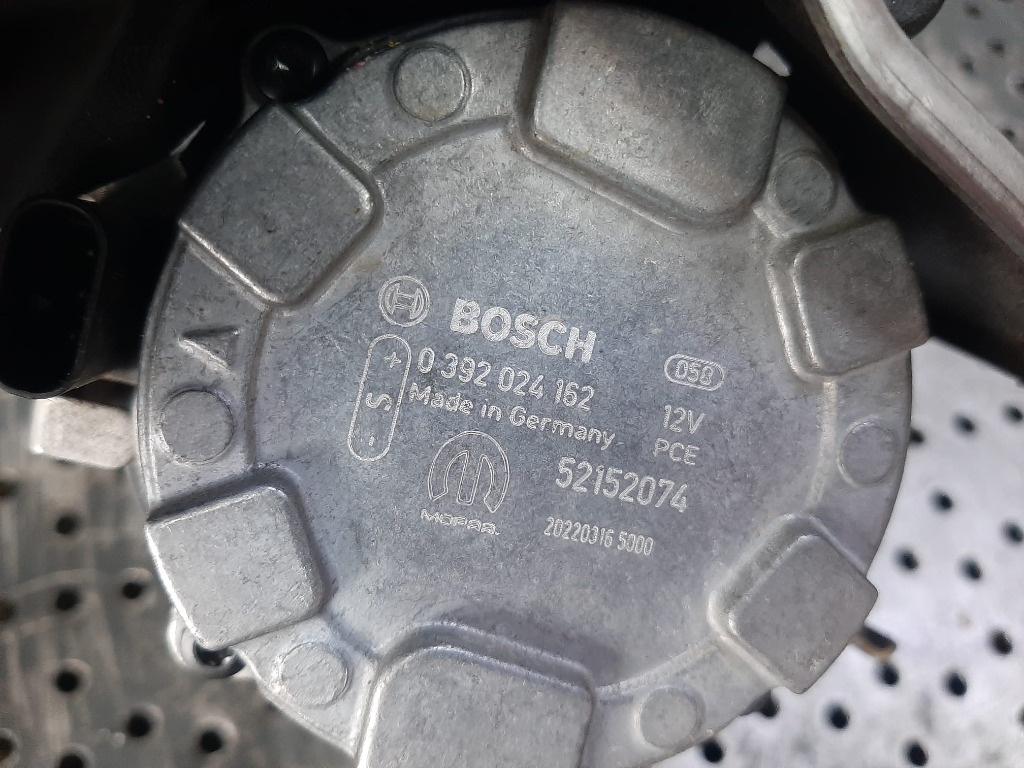 BOSCH
058
+ S -
0 392 024 162
12V
Made in Germany
PCE
52152074
MOPAR
20220316 5000